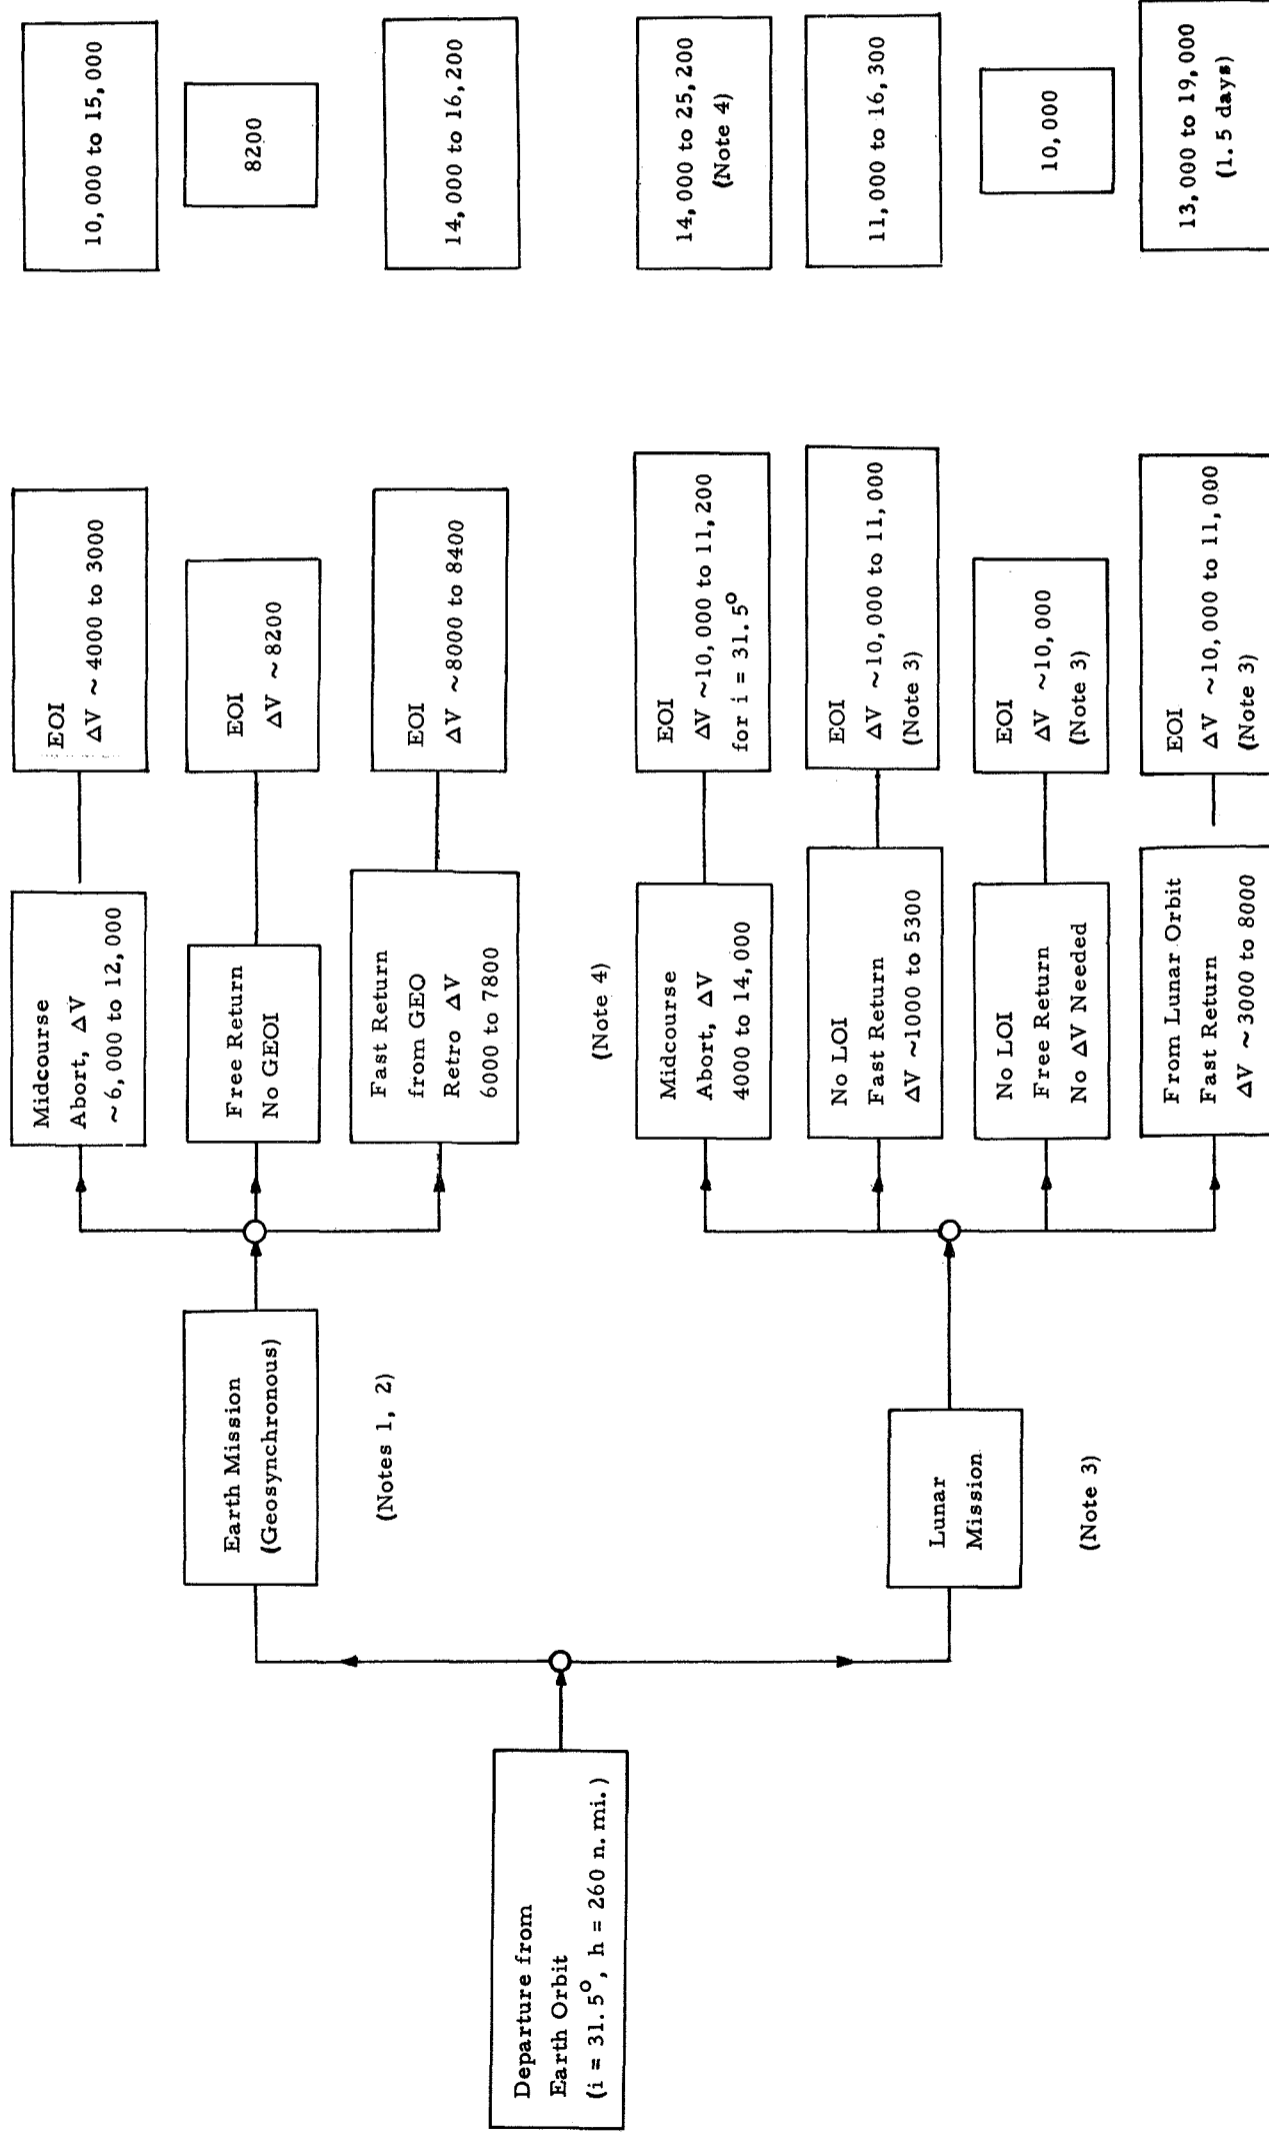 Departure from
Earth Orbit
(i = 31.5°, h = 260 n.mi.)
Earth Mission
(Geosynchronous)
(Notes 1, 2)
Lunar
Mission
(Note 3)
Midcourse
Abort, ΔV
~6,000 to 12,000
EOI
ΔV ~ 4000 to 3000
10,000 to 15,000
Free Return
No GEOI
EOI
ΔV ~ 8200
8200
Fast Return
from GEO
Retro ΔV
6000 to 7800
EOI
ΔV ~8000 to 8400
14,000 to 16,200
(Note 4)
Midcourse
Abort, ΔV
4000 to 14,000
EOI
ΔV ~10,000 to 11,200
for i = 31.5°
14,000 to 25,200
(Note 4)
No LOI
Fast Return
ΔV ~1000 to 5300
EOI
ΔV ~10,000 to 11,000
(Note 3)
11,000 to 16,300
No LOI
Free Return
No ΔV Needed
EOI
ΔV ~10,000
(Note 3)
10,000
From Lunar Orbit
Fast Return
ΔV ~3000 to 8000
EOI
ΔV ~10,000 to 11,000
(Note 3)
13,000 to 19,000
(1.5 days)